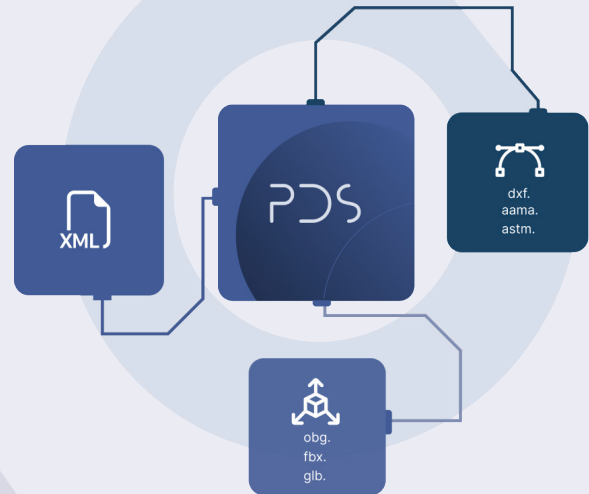 PDS
XML
dxf.
aama.
astm.
obg.
fbx.
glb.